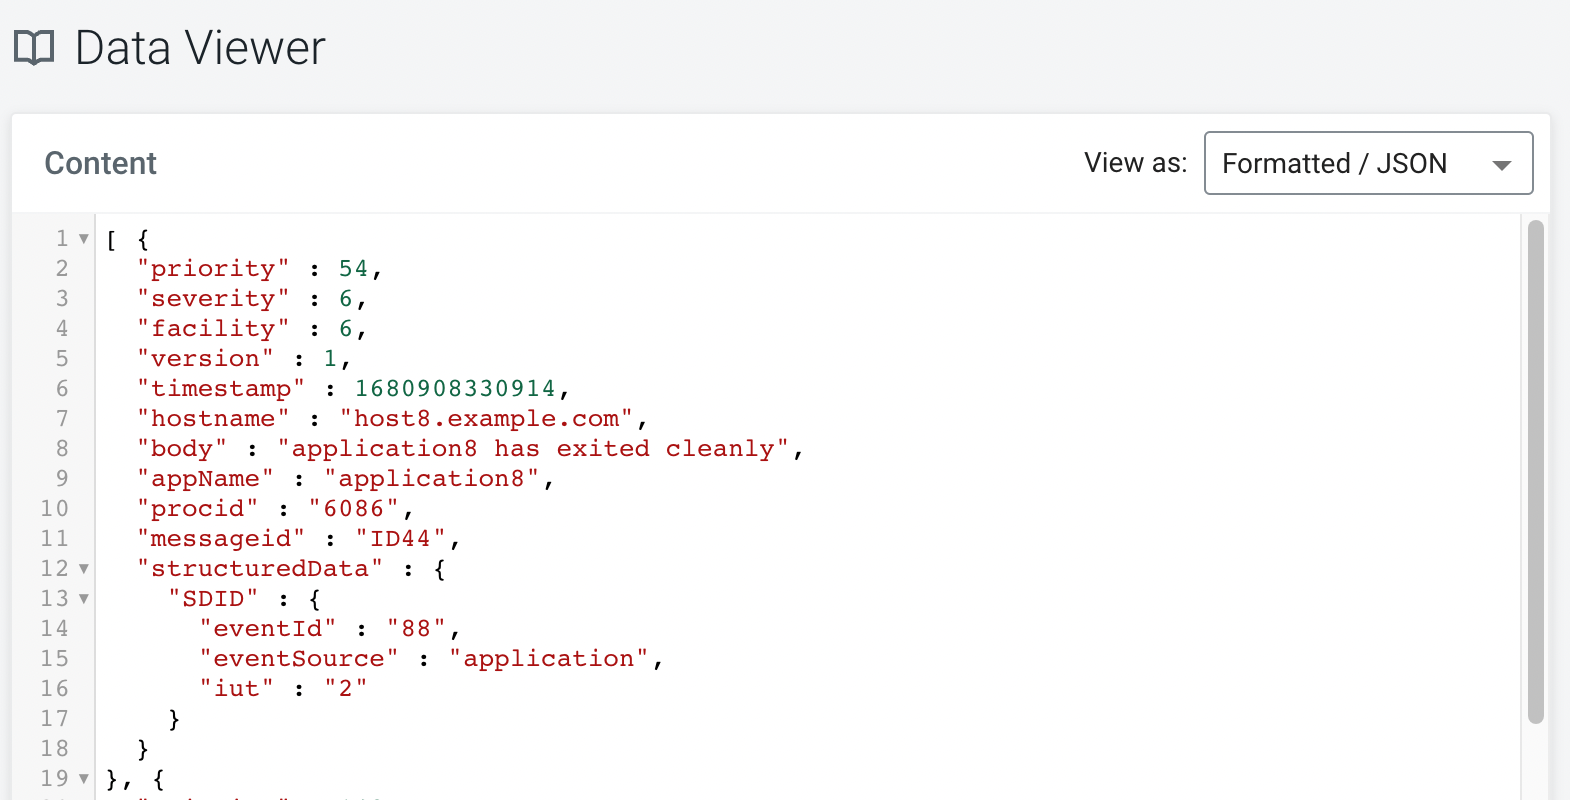 Data Viewer
Content
View as: Formatted / JSON
1 [ {
2 "priority" : 54,
3 "severity" : 6,
4 "facility" : 6,
5 "version" : 1,
6 "timestamp" : 1680908330914,
7 "hostname" : "host8.example.com",
8 "body" : "application8 has exited cleanly",
9 "appName" : "application8",
10 "procid" : "6086",
11 "messageid" : "ID44",
12 "structuredData" : {
13 "SDID" : {
14 "eventId" : "88",
15 "eventSource" : "application",
16 "iut" : "2"
17 }
18 }
19 }, {